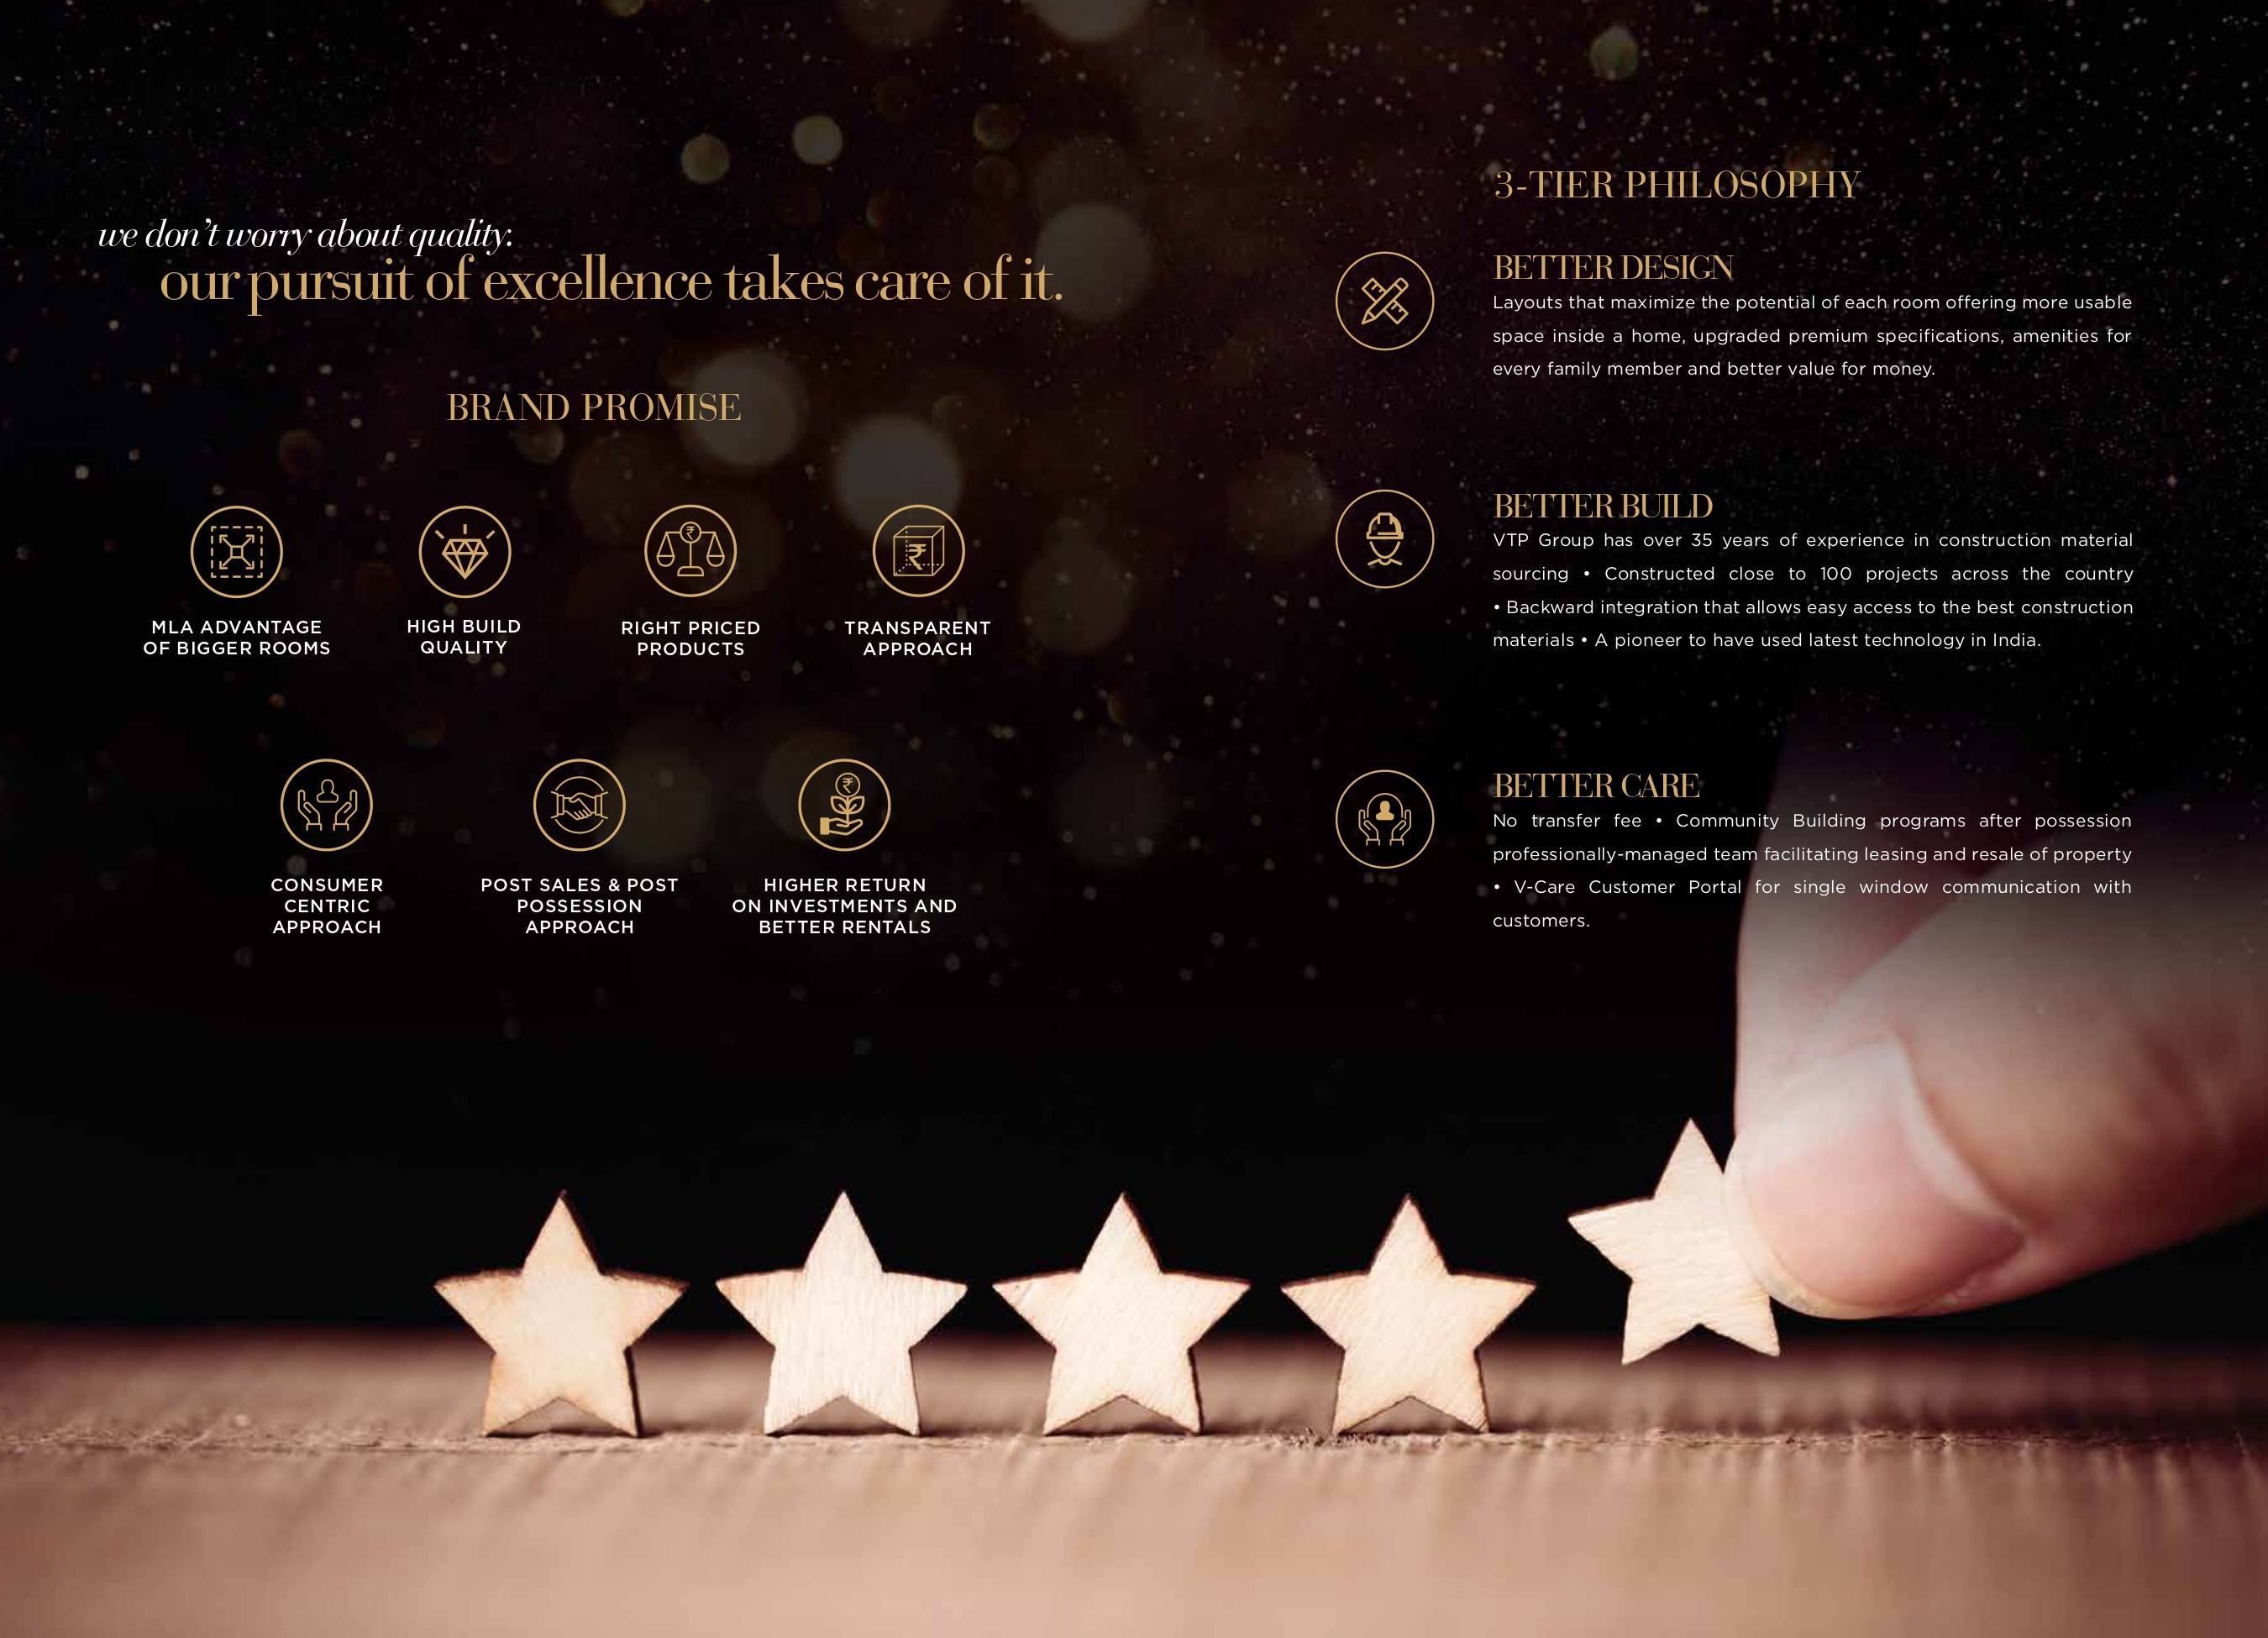 we don't worry about quality:
our pursuit of excellence takes care of it.
BRAND PROMISE
MLA ADVANTAGE
OF BIGGER ROOMS
HIGH BUILD
QUALITY
RIGHT PRICED
PRODUCTS
TRANSPARENT
APPROACH
CONSUMER
CENTRIC
APPROACH
POST SALES & POST
POSSESSION
APPROACH
HIGHER RETURN
ON INVESTMENTS AND
BETTER RENTALS
3-TIER PHILOSOPHY
BETTER DESIGN
Layouts that maximize the potential of each room offering more usable
space inside a home, upgraded premium specifications, amenities for
every family member and better value for money.
BETTER BUILD
VTP Group has over 35 years of experience in construction material
sourcing • Constructed close to 100 projects across the country
• Backward integration that allows easy access to the best construction
materials • A pioneer to have used latest technology in India.
BETTER CARE
No transfer fee • Community Building programs after possession
professionally-managed team facilitating leasing and resale of property
• V-Care Customer Portal for single window communication with
customers.